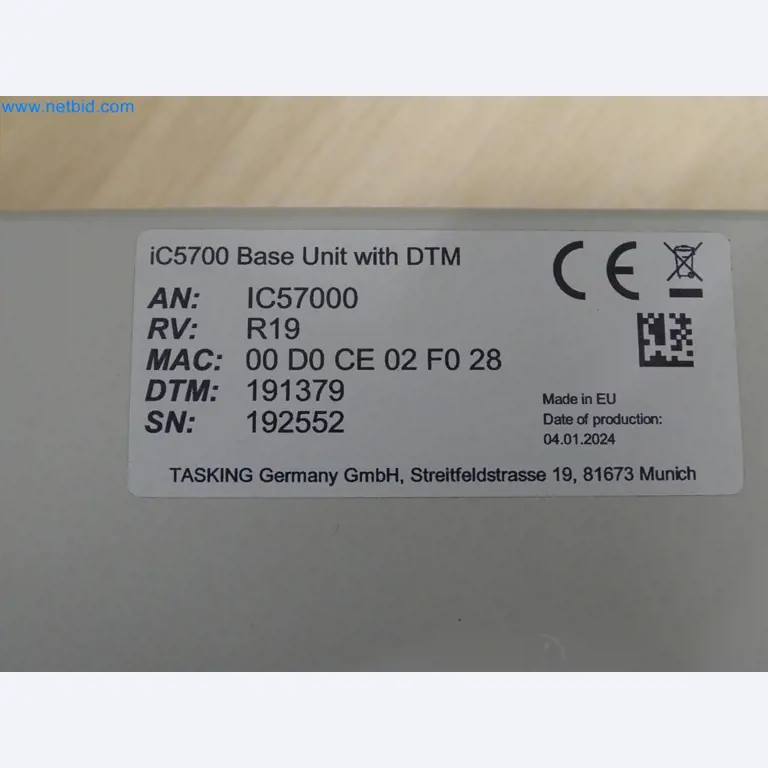 www.netbid.com
iC5700 Base Unit with DTM
AN: IC57000
RV: R19
MAC: 00 D0 CE 02 F0 28
DTM: 191379
SN: 192552
CE
Made in EU
Date of production:
04.01.2024
TASKING Germany GmbH, Streitfeldstrasse 19, 81673 Munich